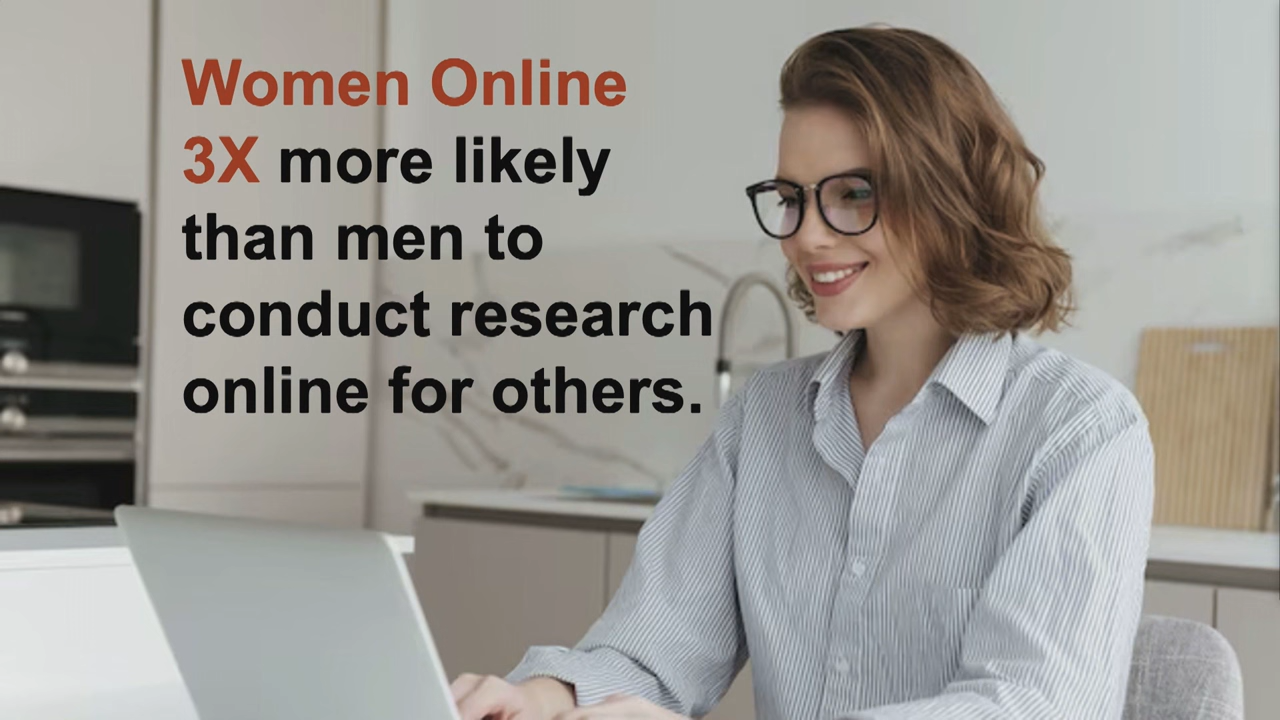 Women Online
3X more likely
than men to
conduct research
online for others.